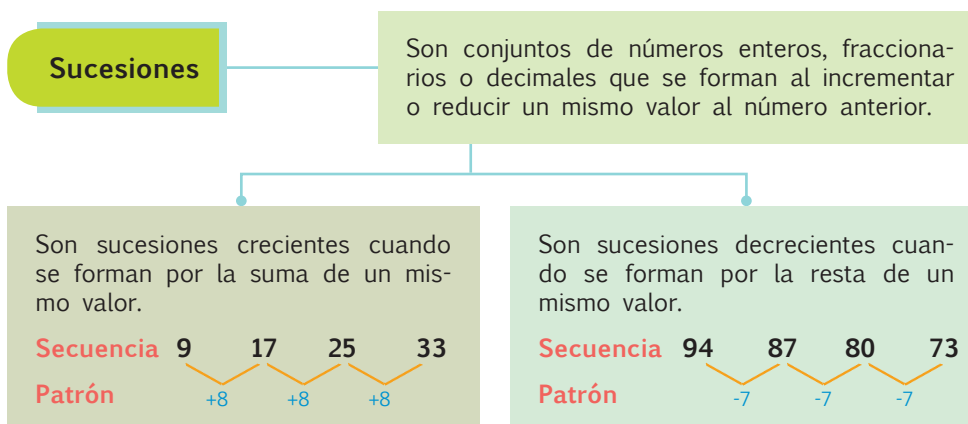 Sucesiones
Son conjuntos de números enteros, fracciona-
rios o decimales que se forman al incrementar
o reducir un mismo valor al número anterior.
Son sucesiones crecientes cuando
se forman por la suma de un mis-
mo valor.
Secuencia 9 17 25 33
Patrón +8 +8 +8
Son sucesiones decrecientes cuan-
do se forman por la resta de un
mismo valor.
Secuencia 94 87 80 73
Patrón -7 -7 -7